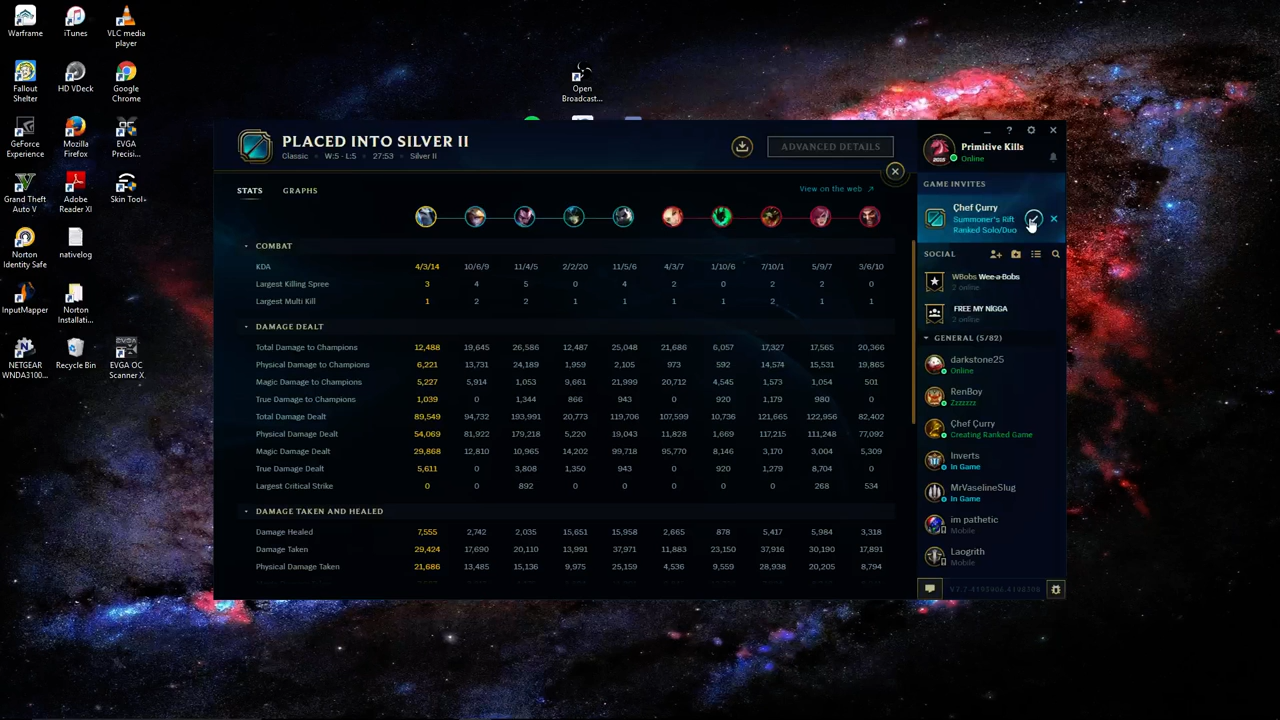 Warframe
iTunes
VLC media
player
Fallout
Shelter
HD VDeck
Google
Chrome
GeForce
Experience
Mozilla
Firefox
EVGA
Precisi...
Grand Theft
Auto V
Adobe
Reader XI
Skin Tool+
Norton
Identity Safe
nativelog
InputMapper
Norton
Installati...
NETGEAR
WNDA3100...
Recycle Bin
EVGA OC
Scanner X
Open
Broadcast...
PLACED INTO SILVER II
Classic · W:5 - L:5 · 27:53 · Silver II
ADVANCED DETAILS
STATS GRAPHS
View on the web
COMBAT
KDA 4/3/14 10/6/9 11/4/5 2/2/20 11/5/6 4/3/7 1/10/6 7/10/1 5/9/7 3/6/10
Largest Killing Spree 3 4 5 0 4 2 0 2 2 0
Largest Multi Kill 1 2 2 1 1 1 1 2 1 1
DAMAGE DEALT
Total Damage to Champions 12,488 19,645 26,586 12,487 25,048 21,686 6,057 17,327 17,565 20,366
Physical Damage to Champions 6,221 13,731 24,189 1,959 2,105 973 592 14,574 15,531 19,865
Magic Damage to Champions 5,227 5,914 1,053 9,661 21,999 20,712 4,545 1,573 1,054 501
True Damage to Champions 1,039 0 1,344 866 943 0 920 1,179 980 0
Total Damage Dealt 89,549 94,732 193,991 20,773 119,706 107,599 10,736 121,665 122,956 82,402
Physical Damage Dealt 54,069 81,922 179,218 5,220 19,043 11,828 1,669 117,215 111,248 77,092
Magic Damage Dealt 29,868 12,810 10,965 14,202 99,718 95,770 8,146 3,170 3,004 5,309
True Damage Dealt 5,611 0 3,808 1,350 943 0 920 1,279 8,704 0
Largest Critical Strike 0 0 892 0 0 0 0 0 268 534
DAMAGE TAKEN AND HEALED
Damage Healed 7,555 2,742 2,035 15,651 15,958 2,665 878 5,417 5,984 3,318
Damage Taken 29,424 17,690 20,110 13,991 37,971 11,883 23,150 37,916 30,190 17,891
Physical Damage Taken 21,686 13,485 15,136 9,975 25,159 4,536 9,559 28,938 20,205 8,794
?
2015
Primitive Kills
Online
GAME INVITES
Çhef Çurry
Summoner's Rift
Ranked Solo/Duo
SOCIAL
WBobs Wee-a-Bobs
2 online
FREE MY NIGGA
2 online
GENERAL (5/82)
darkstone25
Online
RenBoy
Zzzzzzz
Çhef Çurry
Creating Ranked Game
Inverts
In Game
MrVaselineSlug
In Game
im pathetic
Mobile
Laogrith
Mobile